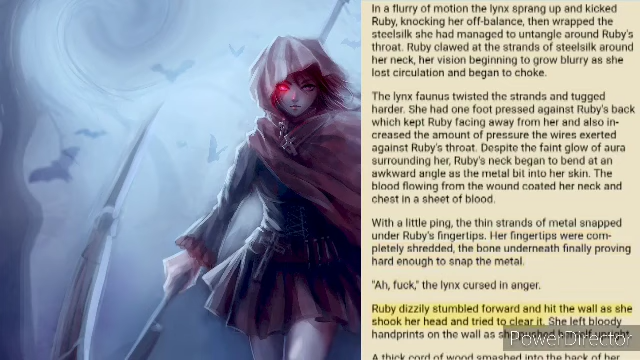 In a flurry of motion the lynx sprang up and kicked
Ruby, knocking her off-balance, then wrapped the
steelsilk she had managed to untangle around Ruby's
throat. Ruby clawed at the strands of steelsilk around
her neck, her vision beginning to grow blurry as she
lost circulation and began to choke.
The lynx faunus twisted the strands and tugged
harder. She had one foot pressed against Ruby's back
which kept Ruby facing away from her and also in-
creased the amount of pressure the wires exerted
against Ruby's throat. Despite the faint glow of aura
surrounding her, Ruby's neck began to bend at an
awkward angle as the metal bit into her skin. The
blood flowing from the wound coated her neck and
chest in a sheet of blood.
With a little ping, the thin strands of metal snapped
under Ruby's fingertips. Her fingertips were com-
pletely shredded, the bone underneath finally proving
hard enough to snap the metal.
"Ah, fuck," the lynx cursed in anger.
Ruby dizzily stumbled forward and hit the wall as she
shook her head and tried to clear it. She left bloody
handprints on the wall as she
PowerDirector
A thick cord of wood smashed into the back of her